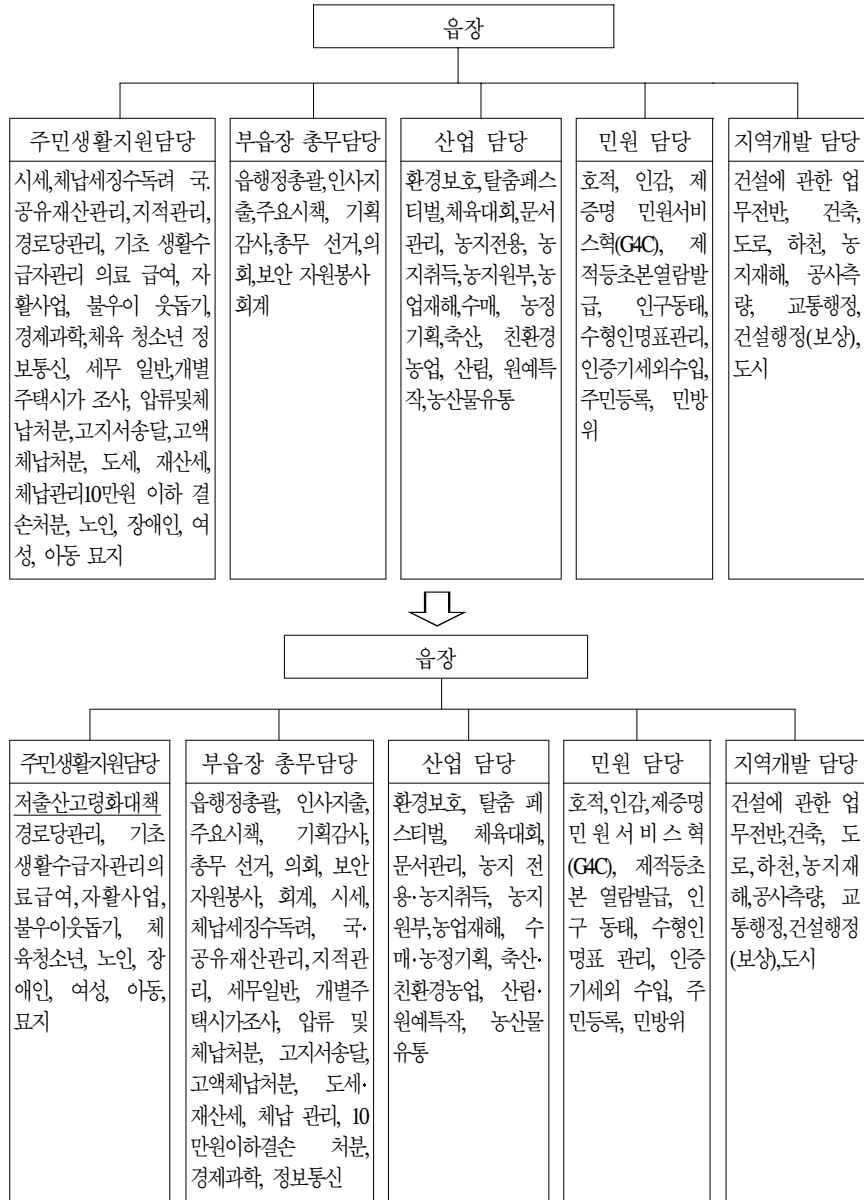 읍장
주민생활지원담당
시세,체납세징수독려 국.
공유재산관리,지적관리,
경로당관리, 기초 생활수
급자관리 의료 급여, 자
활사업, 불우이 웃돕기,
경제과학,체육 청소년 정
보통신, 세무 일반,개별
주택시가 조사, 압류및체
납처분,고지서송달,고액
체납처분, 도세, 재산세,
체납관리10만원 이하 결
손처분, 노인, 장애인, 여
성, 아동 묘지
부읍장 총무담당
읍행정총괄,인사지
출,주요시책, 기획
감사,총무 선거,의
회,보안 자원봉사
회계
산업 담당
환경보호,탈춤페스
티벌,체육대회,문서
관리, 농지전용, 농
지취득,농지원부,농
업재해,수매, 농정
기획,축산, 친환경
농업, 산림, 원예특
작,농산물유통
민원 담당
호적, 인감, 제
증명 민원서비
스혁(G4C), 제
적등초본열람발
급, 인구동태,
수형인명표관리,
인증기세외수입,
주민등록, 민방
위
지역개발 담당
건설에 관한 업
무전반, 건축,
도로, 하천, 농
지재해, 공사측
량, 교통행정,
건설행정(보상),
도시
읍장
주민생활지원담당
저출산고령화대책
경로당관리, 기초
생활수급자관리의
료급여,자활사업,
불우이웃돕기, 체
육청소년, 노인, 장
애인, 여성, 아동,
묘지
부읍장 총무담당
읍행정총괄, 인사지출,
주요시책, 기획감사,
총무 선거, 의회, 보안
자원봉사, 회계, 시세,
체납세징수독려, 국·
공유재산관리,지적관
리, 세무일반, 개별주
택시가조사, 압류 및
체납처분, 고지서송달,
고액체납처분, 도세·
재산세, 체납 관리, 10
만원이하결손 처분,
경제과학, 정보통신
산업 담당
환경보호, 탈춤 페
스티벌, 체육대회,
문서관리, 농지 전
용·농지취득, 농지
원부,농업재해, 수
매·농정기획, 축산·
친환경농업, 산림·
원예특작, 농산물
유통
민원 담당
호적,인감,제증명
민원서비스혁
(G4C), 제적등초
본 열람발급, 인
구 동태, 수형인
명표 관리, 인증
기세외 수입, 주
민등록, 민방위
지역개발 담당
건설에 관한 업
무전반,건축, 도
로,하천,농지재
해,공사측량, 교
통행정,건설행정
(보상),도시